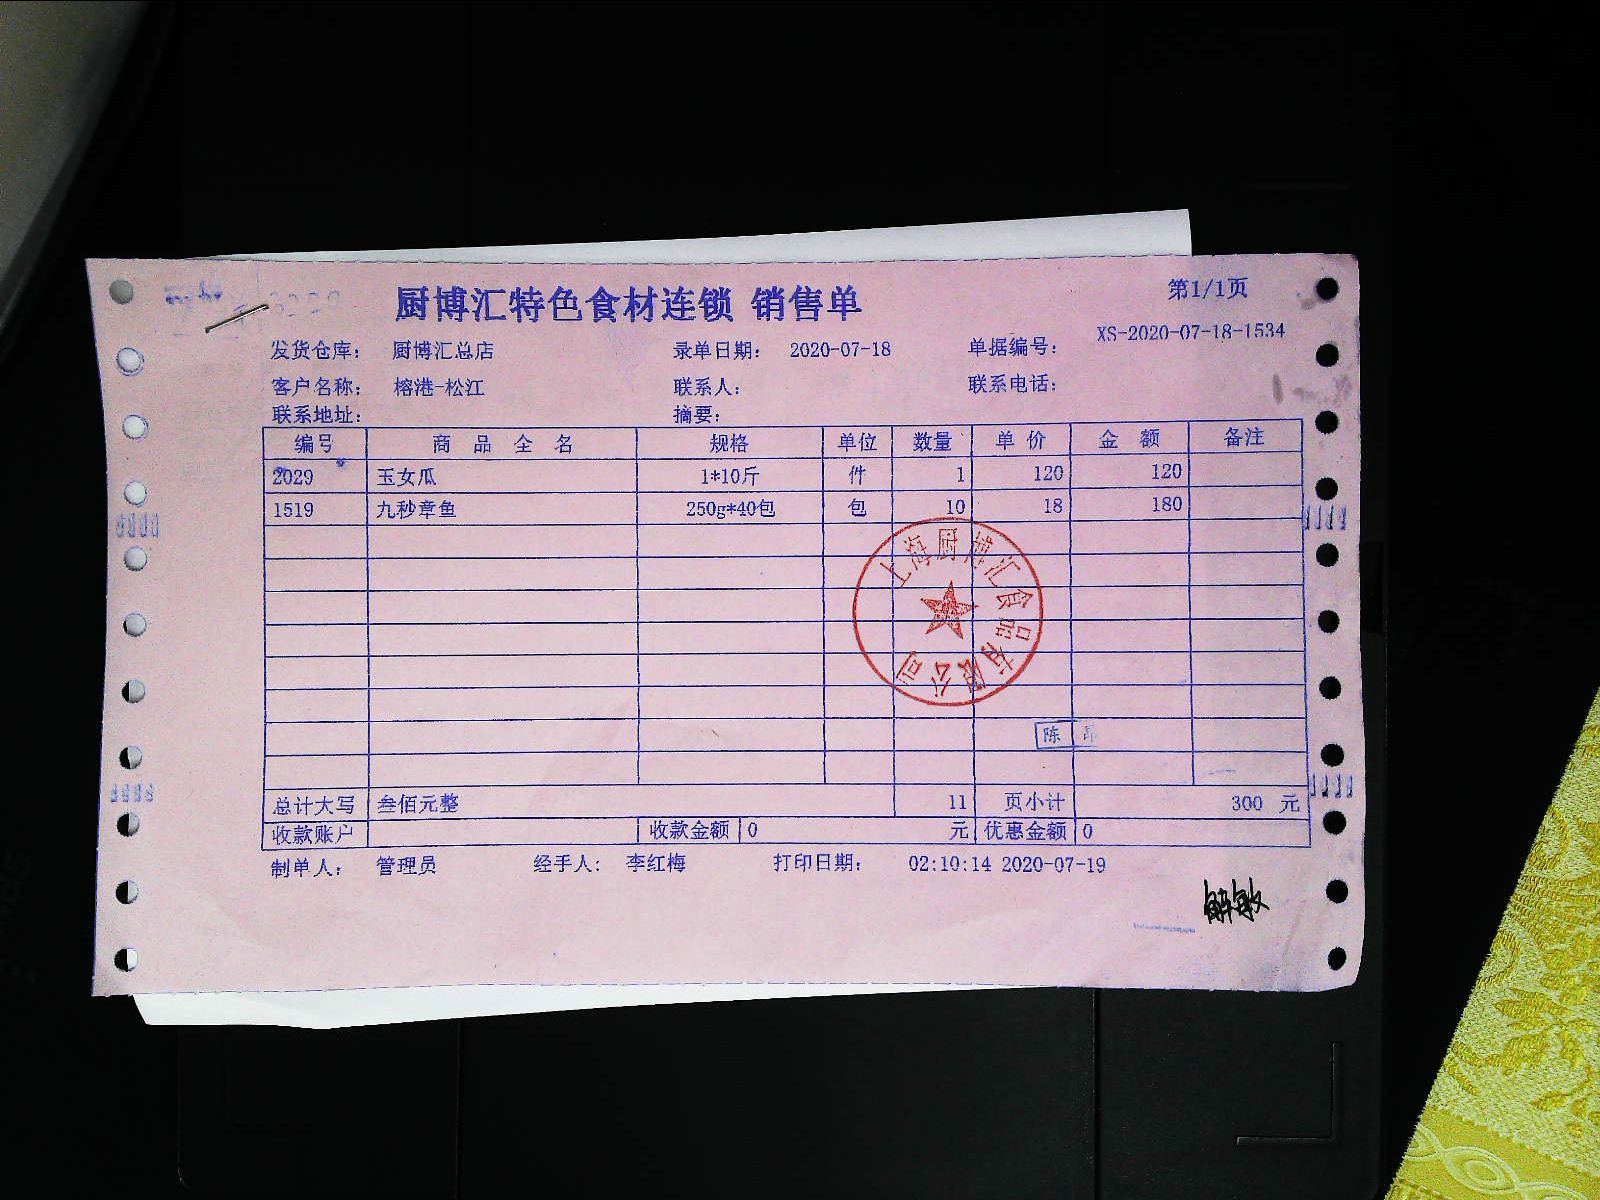 厨博汇特色食材连锁 销售单
第1/1页
发货仓库： 厨博汇总店 录单日期： 2020-07-18 单据编号： XS-2020-07-18-1534
客户名称： 榕港-松江 联系人： 联系电话：
联系地址： 摘要：
编号 商品全名 规格 单位 数量 单价 金额 备注
2029 玉女瓜 1*10斤 件 1 120 120
1519 九秒章鱼 250g*40包 包 10 18 180
上海厨博汇食品有限公司
陈
总计大写 叁佰元整 11 页小计 300 元
收款账户 收款金额 0 元 优惠金额 0
制单人： 管理员 经手人： 李红梅 打印日期： 02:10:14 2020-07-19
解敏